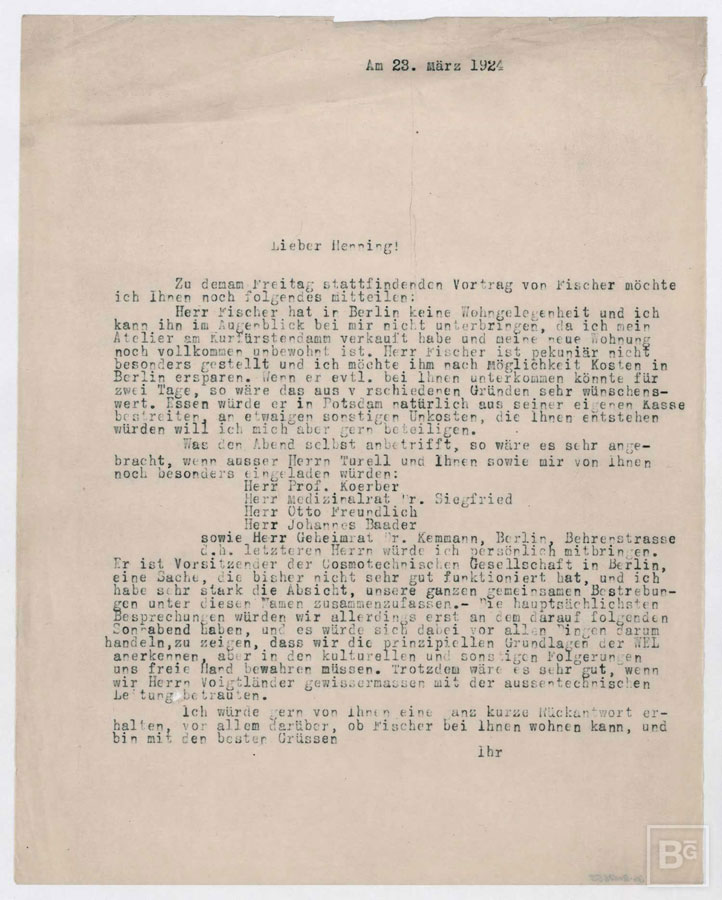 Am 23. März 1924
Lieber Henning!
Zu demam Freitag stattfindenden Vortrag von Fischer möchte
ich Ihnen noch folgendes mitteilen:
Herr Fischer hat in Berlin keine Wohngelegenheit und ich
kann ihn im Augenblick bei mir nicht unterbringen, da ich mein
Atelier am Kurfürstendamm verkauft habe und meine neue Wohnung
noch vollkommen unbewohnt ist. Herr Fischer ist pekuniär nicht
besonders gestellt und ich möchte ihm nach Möglichkeit Kosten in
Berlin ersparen. Wenn er evtl. bei Ihnen unterkommen könnte für
zwei Tage, so wäre das aus v rschiedenen Gründen sehr wünschens-
wert. Essen würde er in Potsdam natürlich aus seiner eigenen Kasse
bestreiten, an etwaigen sonstigen Unkosten, die Ihnen entstehen
würden will ich mich aber gern beteiligen.
Was den Abend selbst anbetrifft, so wäre es sehr ange-
bracht, wenn ausser Herrn Turell und Ihnen sowie mir von Ihnen
noch besonders eingeladen würden:
Herr Prof. Koerber
Herr Medizinalrat Dr. Siegfried
Herr Otto Freundlich
Herr Johannes Baader
sowie Herr Geheimrat Dr. Kemmann, Berlin, Behrenstrasse
d.h. letzteren Herrn würde ich persönlich mitbringen.
Er ist Vorsitzender der Cosmotechnischen Gesellschaft in Berlin,
eine Sache, die bisher nicht sehr gut funktioniert hat, und ich
habe sehr stark die Absicht, unsere ganzen gemeinsamen Bestrebun-
gen unter diesen Namen zusammenzufassen.- Die hauptsächlichsten
Besprechungen würden wir allerdings erst an dem darauf folgenden
Sonnabend haben, und es würde sich dabei vor allen Dingen darum
handeln,zu zeigen, dass wir die prinzipiellen Grundlagen der WEL
anerkennen, aber in den kulturellen und sonstigen Folgerungen
uns freie Hand bewahren müssen. Trotzdem wäre es sehr gut, wenn
wir Herrn Voigtländer gewissermassen mit der aussentechnischen
Leitung betrauten.
Ich würde gern von Ihnen eine ganz kurze Rückantwort er-
halten, vor allem darüber, ob Fischer bei Ihnen wohnen kann, und
bin mit den besten Grüssen
Ihr
BG